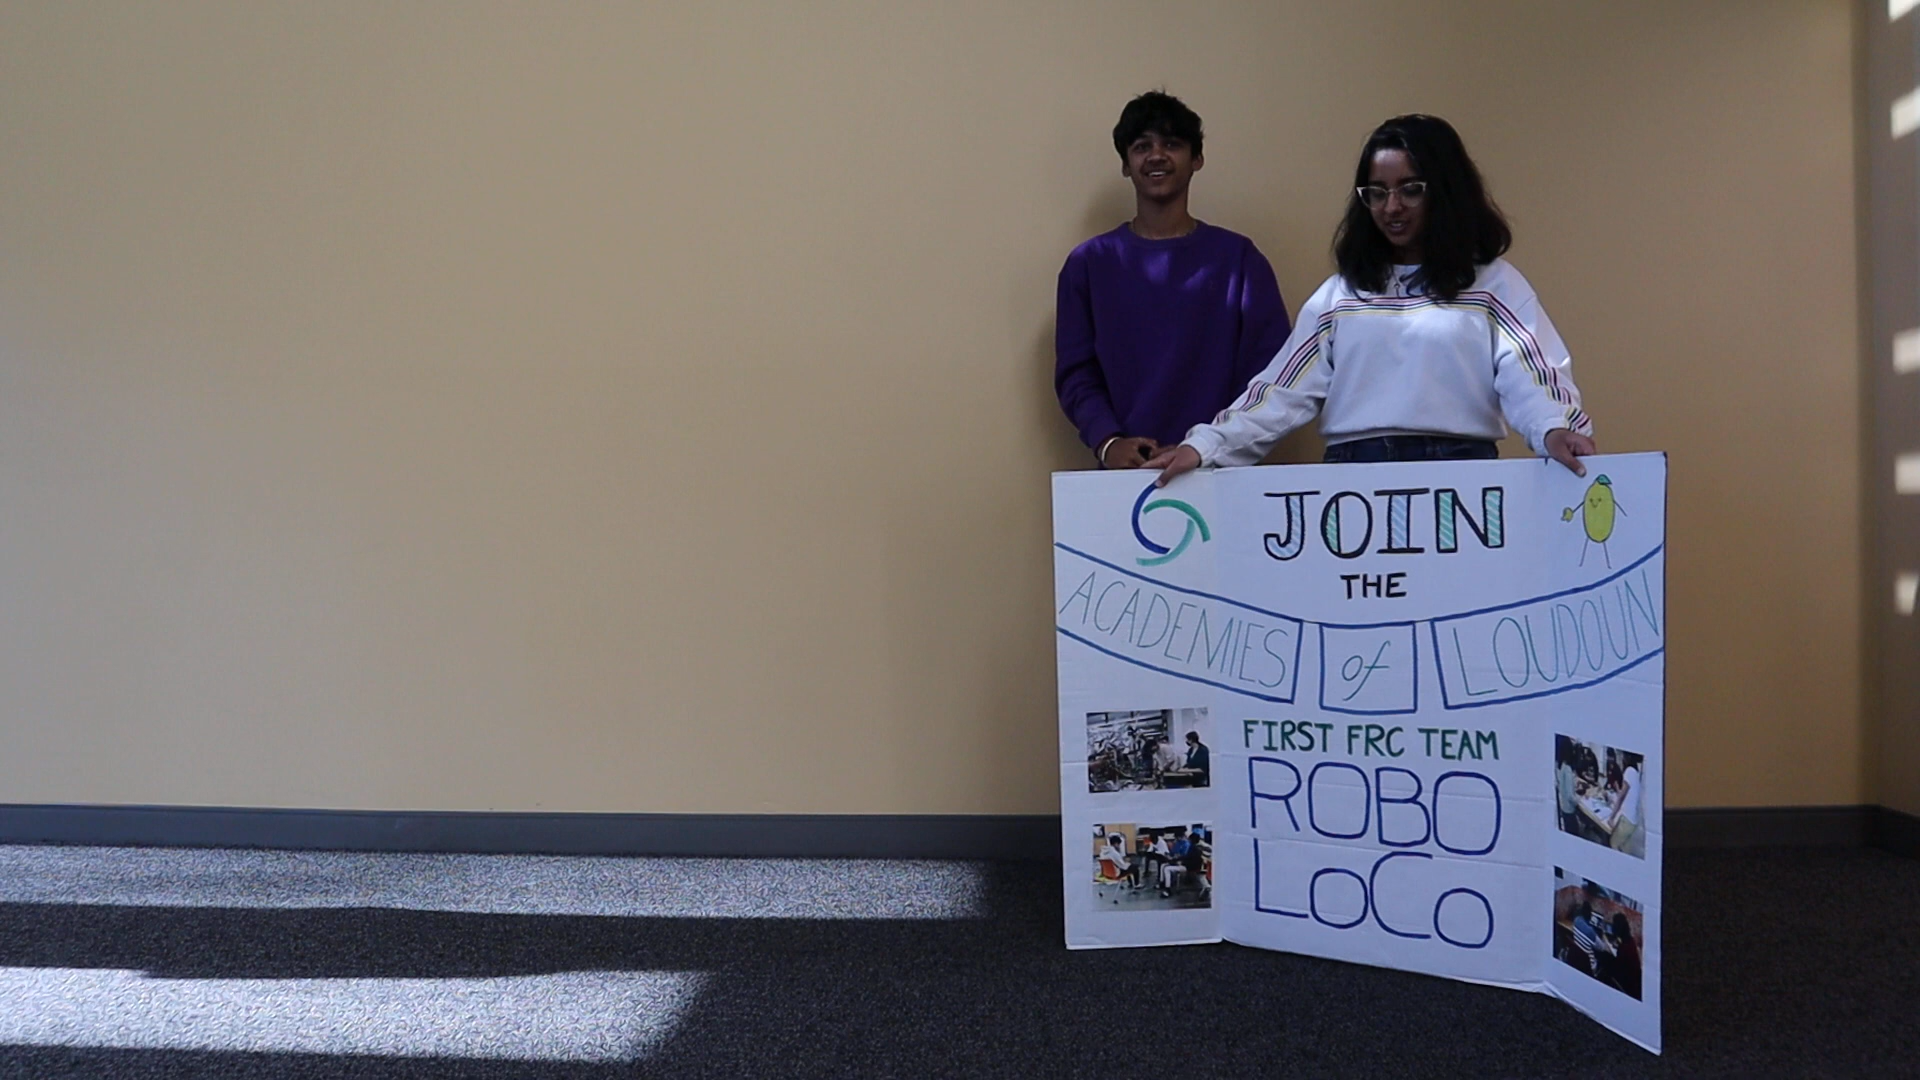 JOIN
THE
ACADEMIES of LOUDOUN
FIRST FRC TEAM
ROBO
LOCO